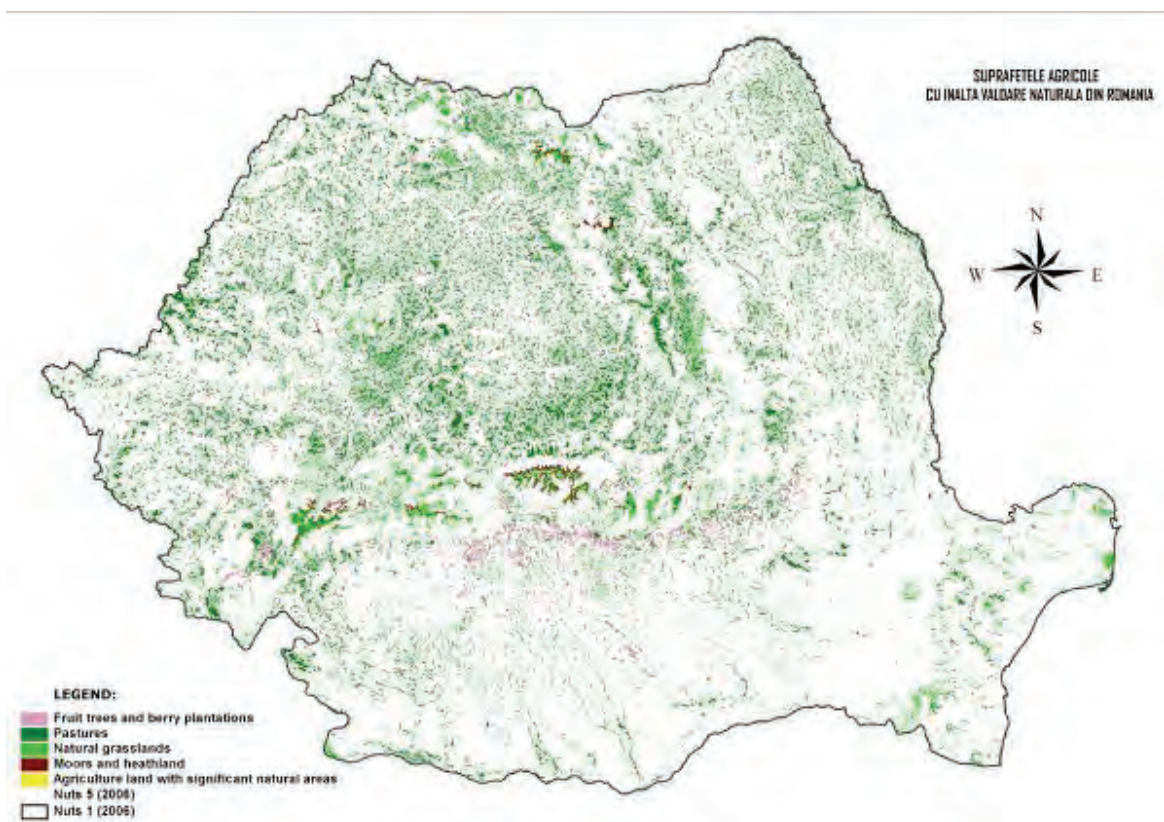 SUPRAFETELE AGRICOLE
CU INALTA VALOARE NATURALA DIN ROMANIA
N
W E
S
LEGEND:
Fruit trees and berry plantations
Pastures
Natural grasslands
Moors and heathland
Agriculture land with significant natural areas
Nuts 5 (2006)
Nuts 1 (2006)